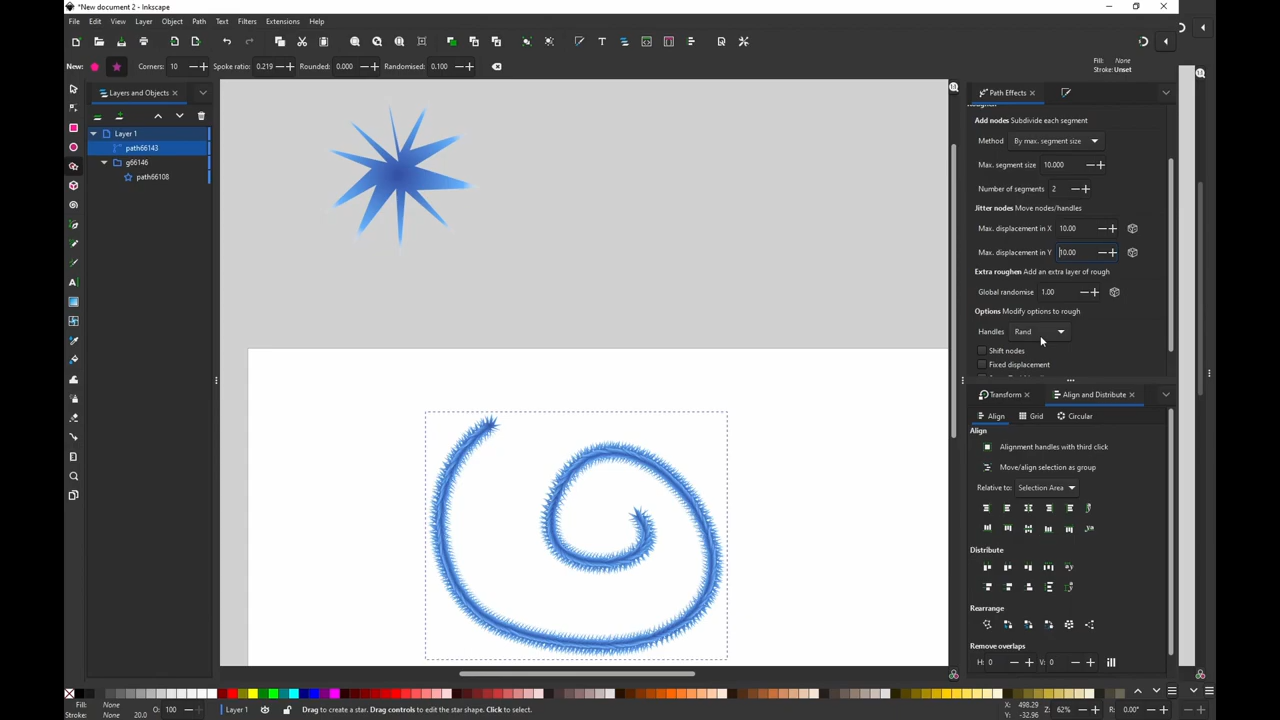 *New document 2 - Inkscape
File Edit View Layer Object Path Text Filters Extensions Help
New: Corners: 10 Spoke ratio: 0.219 Rounded: 0.000 Randomised: 0.100
Fill: None
Stroke: Unset
Layers and Objects
Layer 1
path66143
g66146
path66108
Path Effects
Add nodes Subdivide each segment
Method By max. segment size
Max. segment size 10.000
Number of segments 2
Jitter nodes Move nodes/handles
Max. displacement in X 10.00
Max. displacement in Y 10.00
Extra roughen Add an extra layer of rough
Global randomise 1.00
Options Modify options to rough
Handles Rand
Shift nodes
Fixed displacement
Transform Align and Distribute
Align Grid Circular
Align
Alignment handles with third click
Move/align selection as group
Relative to: Selection Area
Distribute
Rearrange
Remove overlaps
H: 0 V: 0
Fill: None
Stroke: None 20.0
O: 100
Layer 1
Drag to create a star. Drag controls to edit the star shape. Click to select.
X: 498.29
Y: -32.96
Z: 62%
R: 0.00°